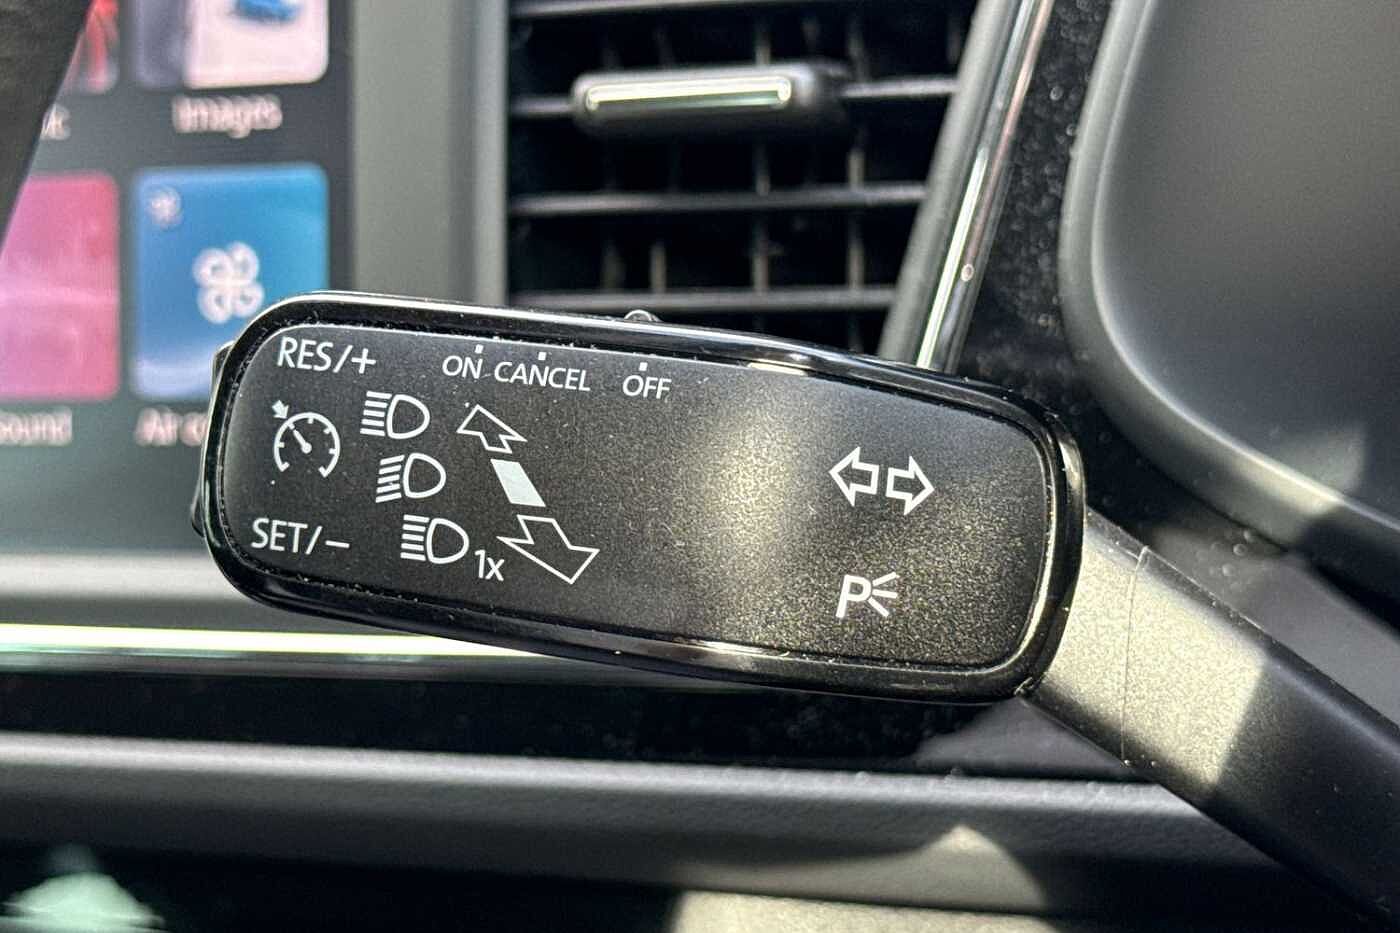 Images
RES/+
ON CANCEL OFF
SET/−
1x
P